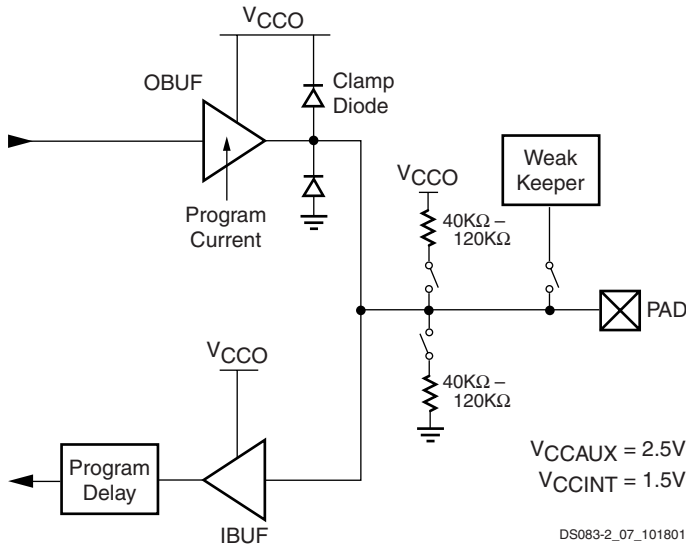 VCCO
OBUF
Clamp
Diode
Program
Current
VCCO
40KΩ –
120KΩ
Weak
Keeper
PAD
40KΩ –
120KΩ
VCCO
Program
Delay
IBUF
VCCAUX = 2.5V
VCCINT = 1.5V
DS083-2_07_101801